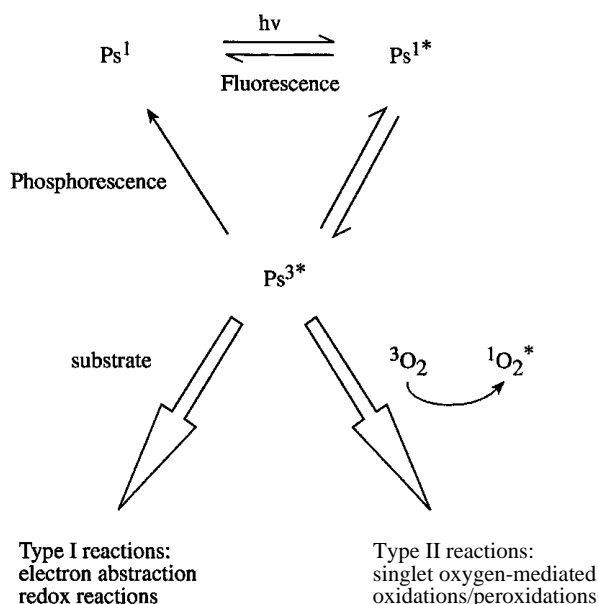 hν
Ps¹ Ps¹*
Fluorescence
Phosphorescence
Ps³*
substrate
³O₂ ¹O₂*
Type I reactions:
electron abstraction
redox reactions
Type II reactions:
singlet oxygen-mediated
oxidations/peroxidations